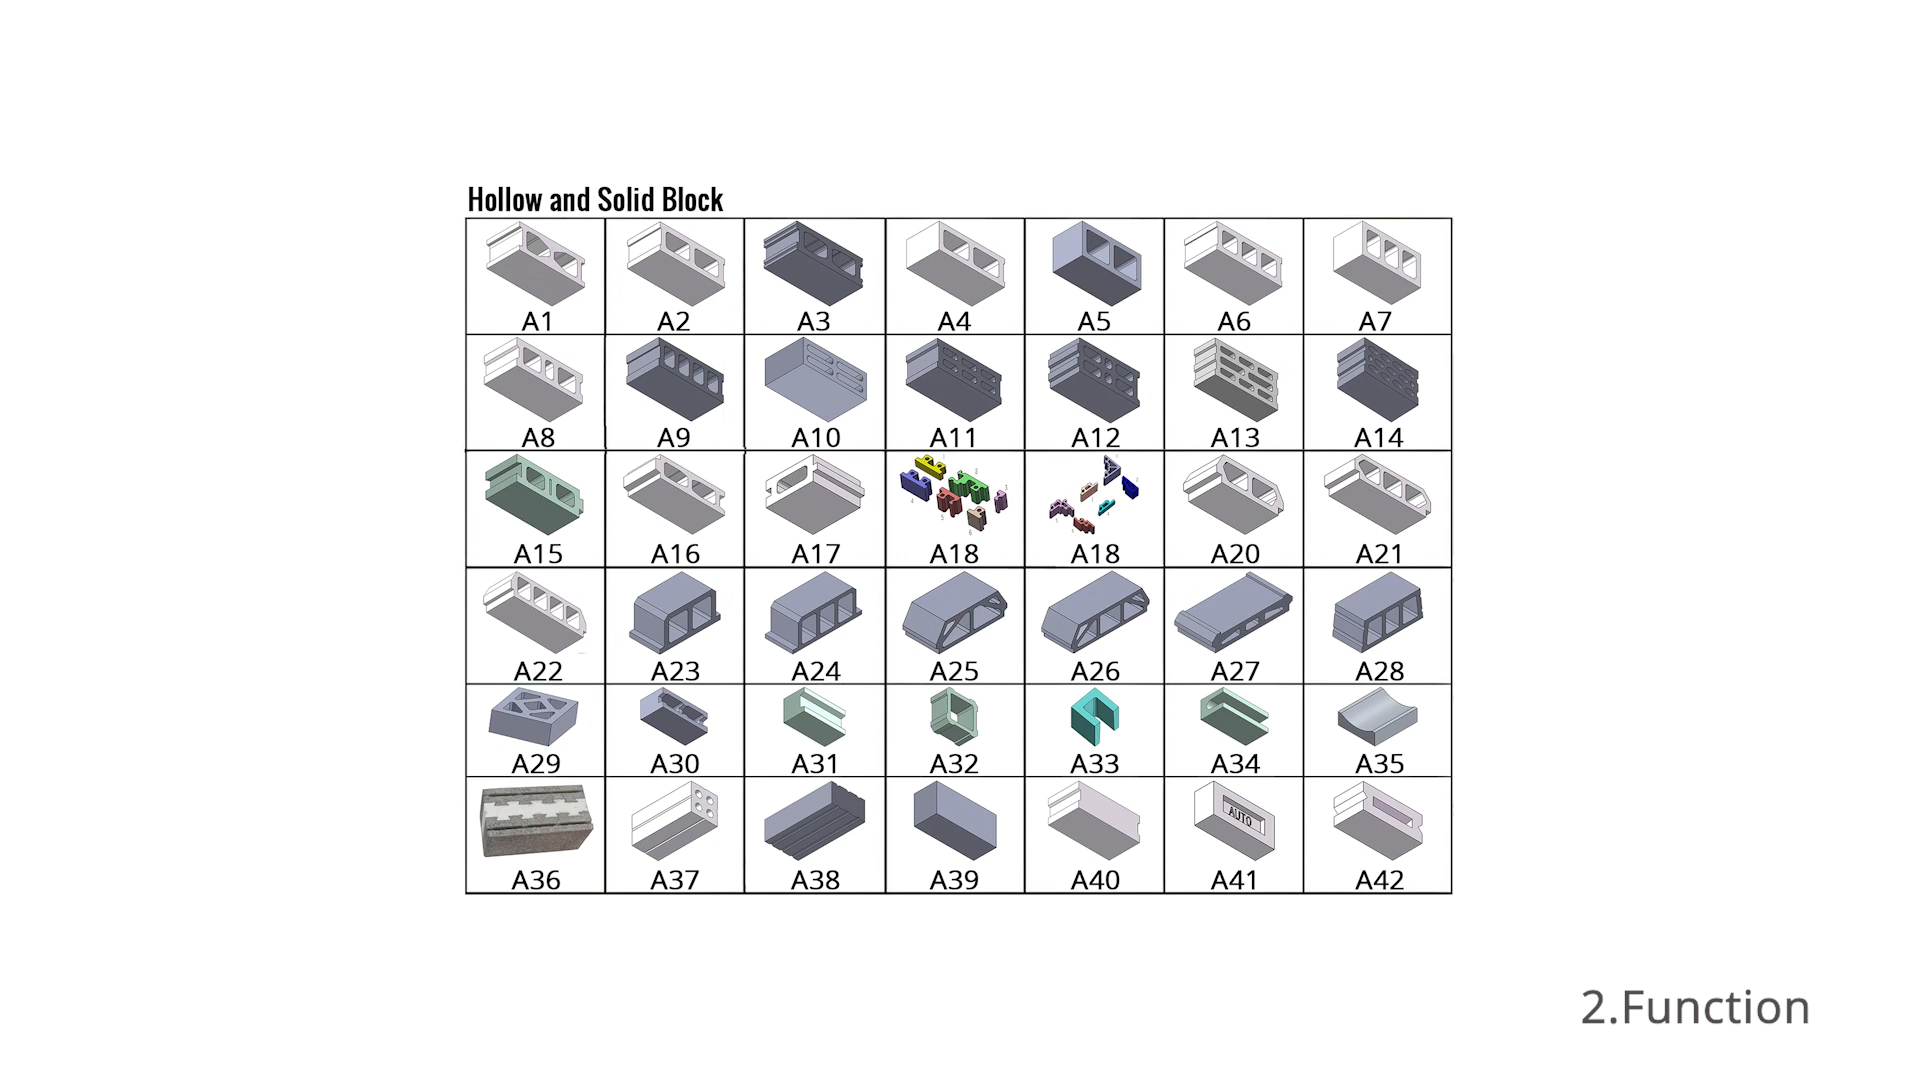 Hollow and Solid Block
A1 A2 A3 A4 A5 A6 A7
A8 A9 A10 A11 A12 A13 A14
A15 A16 A17 A18 A18 A20 A21
A22 A23 A24 A25 A26 A27 A28
A29 A30 A31 A32 A33 A34 A35
AUTO
A36 A37 A38 A39 A40 A41 A42
2.Function